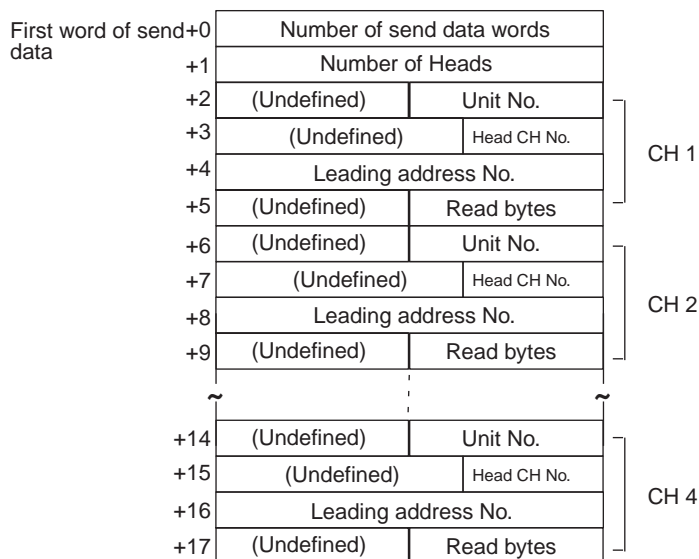 First word of send data
+0 Number of send data words
+1 Number of Heads
+2 (Undefined) Unit No.
+3 (Undefined) Head CH No.
+4 Leading address No.
+5 (Undefined) Read bytes
CH 1
+6 (Undefined) Unit No.
+7 (Undefined) Head CH No.
+8 Leading address No.
+9 (Undefined) Read bytes
CH 2
~ ~
+14 (Undefined) Unit No.
+15 (Undefined) Head CH No.
+16 Leading address No.
+17 (Undefined) Read bytes
CH 4